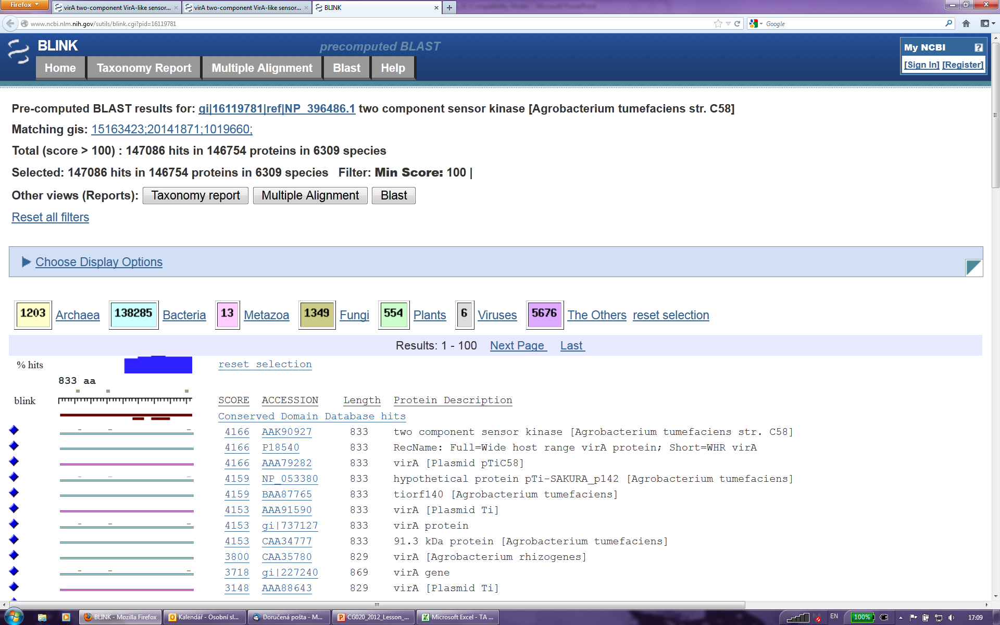 Firefox
virA two-component VirA-like sensor...
virA two-component VirA-like sensor...
BLINK
www.ncbi.nlm.nih.gov/sutils/blink.cgi?pid=16119781
Google
BLINK
precomputed BLAST
My NCBI
?
[Sign In] [Register]
Home
Taxonomy Report
Multiple Alignment
Blast
Help
Pre-computed BLAST results for: gi|16119781|ref|NP_396486.1 two component sensor kinase [Agrobacterium tumefaciens str. C58]
Matching gis: 15163423;20141871;1019660;
Total (score > 100) : 147086 hits in 146754 proteins in 6309 species
Selected: 147086 hits in 146754 proteins in 6309 species Filter: Min Score: 100 |
Other views (Reports): Taxonomy report Multiple Alignment Blast
Reset all filters
Choose Display Options
1203 Archaea 138285 Bacteria 13 Metazoa 1349 Fungi 554 Plants 6 Viruses 5676 The Others reset selection
Results: 1 - 100 Next Page Last
% hits reset selection
833 aa
blink SCORE ACCESSION Length Protein Description
Conserved Domain Database hits
4166 AAK90927 833 two component sensor kinase [Agrobacterium tumefaciens str. C58]
4166 P18540 833 RecName: Full=Wide host range virA protein; Short=WHR virA
4166 AAA79282 833 virA [Plasmid pTiC58]
4159 NP_053380 833 hypothetical protein pTi-SAKURA_p142 [Agrobacterium tumefaciens]
4159 BAA87765 833 tiorf140 [Agrobacterium tumefaciens]
4153 AAA91590 833 virA [Plasmid Ti]
4153 gi|737127 833 virA protein
4153 CAA34777 833 91.3 kDa protein [Agrobacterium tumefaciens]
3800 CAA35780 829 virA [Agrobacterium rhizogenes]
3718 gi|227240 869 virA gene
3148 AAA88643 829 virA [Plasmid Ti]
BLINK - Mozilla Firefox
Kalendář - Osobní sl...
Doručená pošta - M...
CG020_2012_Lesson_...
Microsoft Excel - TA ...
EN
100%
17:09